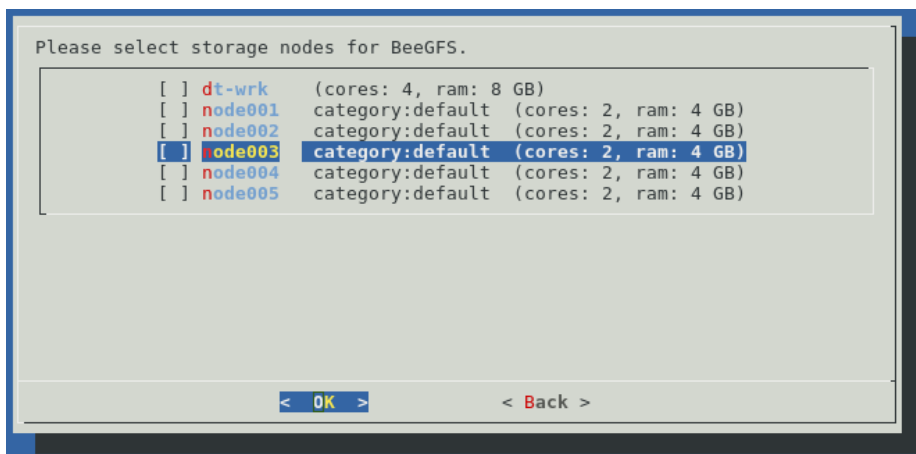 Please select storage nodes for BeeGFS.
[ ] dt-wrk (cores: 4, ram: 8 GB)
[ ] node001 category:default (cores: 2, ram: 4 GB)
[ ] node002 category:default (cores: 2, ram: 4 GB)
[ ] node003 category:default (cores: 2, ram: 4 GB)
[ ] node004 category:default (cores: 2, ram: 4 GB)
[ ] node005 category:default (cores: 2, ram: 4 GB)
< OK > < Back >